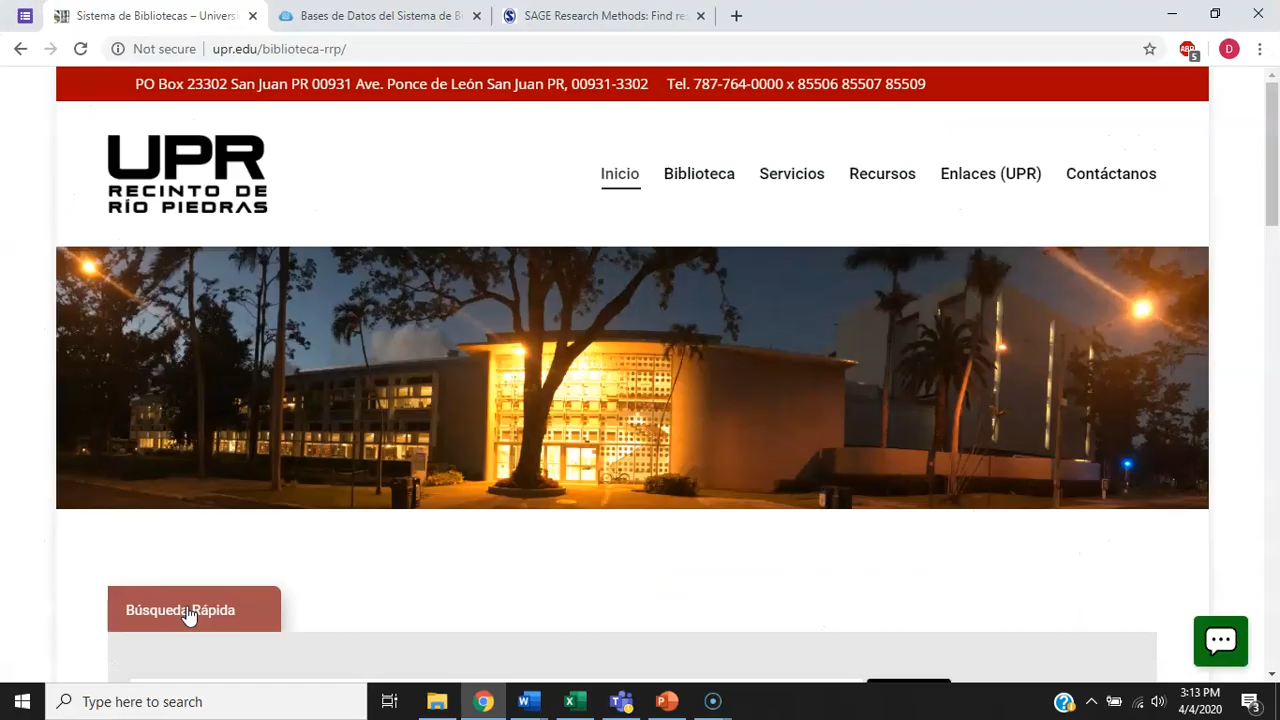 Sistema de Bibliotecas – Univers
Bases de Datos del Sistema de B
SAGE Research Methods: Find res
Not secure
upr.edu/biblioteca-rrp/
D
PO Box 23302 San Juan PR 00931 Ave. Ponce de León San Juan PR, 00931-3302 Tel. 787-764-0000 x 85506 85507 85509
UPR
RECINTO DE
RÍO PIEDRAS
Inicio
Biblioteca
Servicios
Recursos
Enlaces (UPR)
Contáctanos
Búsqueda Rápida
Type here to search
3:13 PM
4/4/2020
3